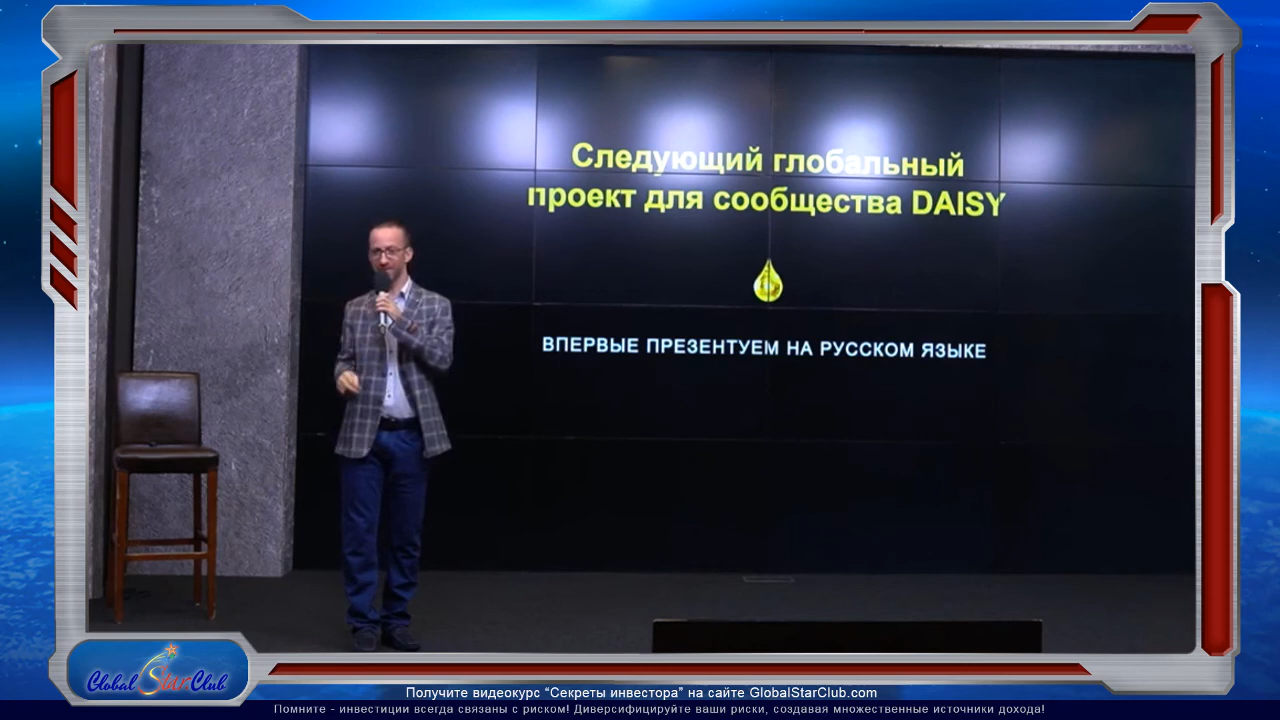 Следующий глобальный
проект для сообщества DAISY
ВПЕРВЫЕ ПРЕЗЕНТУЕМ НА РУССКОМ ЯЗЫКЕ
Global Star Club
Получите видеокурс “Секреты инвестора” на сайте GlobalStarClub.com
Помните - инвестиции всегда связаны с риском! Диверсифицируйте ваши риски, создавая множественные источники дохода!